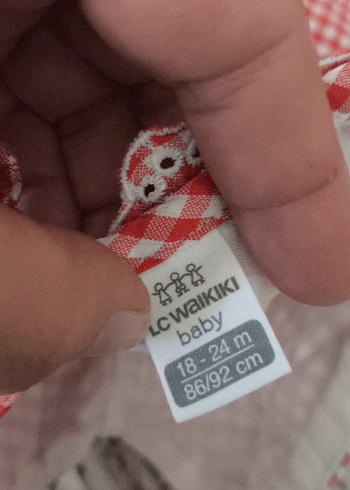 LC WAIKIKI
baby
18 - 24 m
86/92 cm